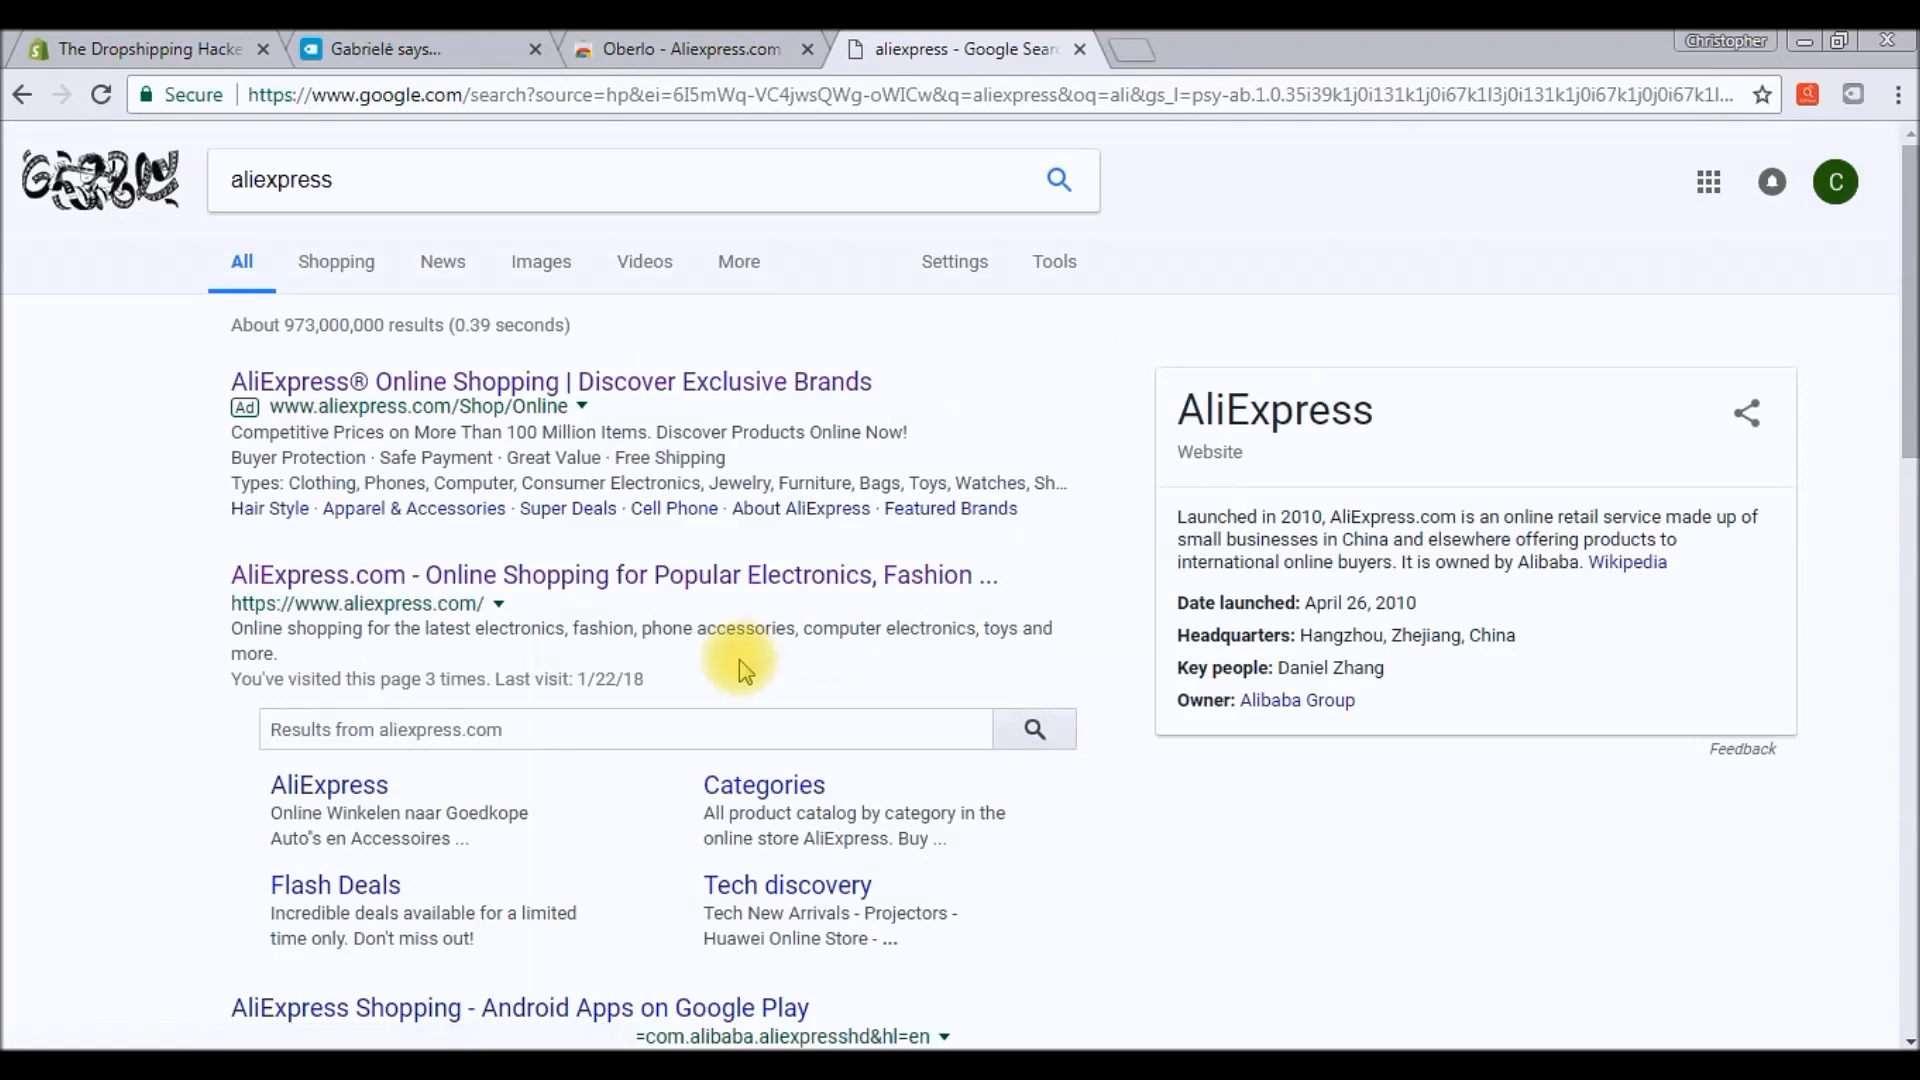 The Dropshipping Hacke
Gabrielė says...
Oberlo - Aliexpress.com
aliexpress - Google Sear
Christopher
Secure
https://www.google.com/search?source=hp&ei=6I5mWq-VC4jwsQWg-oWICw&q=aliexpress&oq=ali&gs_l=psy-ab.1.0.35i39k1j0i131k1j0i67k1l3j0i131k1j0i67k1j0j0i67k1l...
aliexpress
C
All
Shopping
News
Images
Videos
More
Settings
Tools
About 973,000,000 results (0.39 seconds)
AliExpress® Online Shopping | Discover Exclusive Brands
Ad www.aliexpress.com/Shop/Online
Competitive Prices on More Than 100 Million Items. Discover Products Online Now!
Buyer Protection · Safe Payment · Great Value · Free Shipping
Types: Clothing, Phones, Computer, Consumer Electronics, Jewelry, Furniture, Bags, Toys, Watches, Sh...
Hair Style · Apparel & Accessories · Super Deals · Cell Phone · About AliExpress · Featured Brands
AliExpress.com - Online Shopping for Popular Electronics, Fashion ...
https://www.aliexpress.com/
Online shopping for the latest electronics, fashion, phone accessories, computer electronics, toys and
more.
You've visited this page 3 times. Last visit: 1/22/18
Results from aliexpress.com
AliExpress
Online Winkelen naar Goedkope
Auto"s en Accessoires ...
Categories
All product catalog by category in the
online store AliExpress. Buy ...
Flash Deals
Incredible deals available for a limited
time only. Don't miss out!
Tech discovery
Tech New Arrivals - Projectors -
Huawei Online Store - ...
AliExpress Shopping - Android Apps on Google Play
=com.alibaba.aliexpresshd&hl=en
AliExpress
Website
Launched in 2010, AliExpress.com is an online retail service made up of
small businesses in China and elsewhere offering products to
international online buyers. It is owned by Alibaba. Wikipedia
Date launched: April 26, 2010
Headquarters: Hangzhou, Zhejiang, China
Key people: Daniel Zhang
Owner: Alibaba Group
Feedback